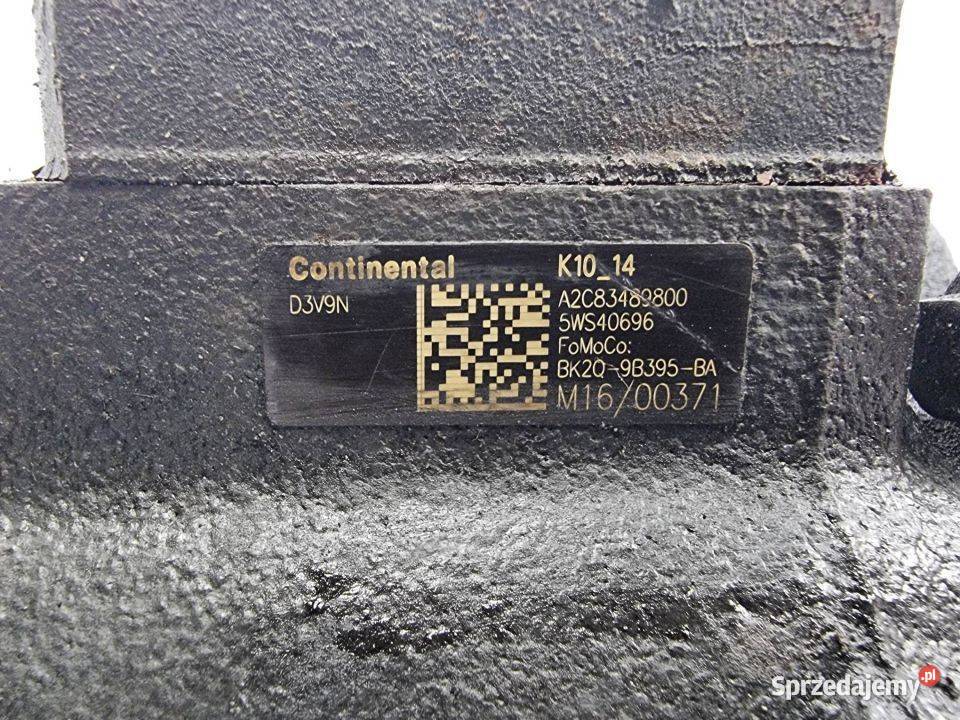 Continental
D3V9N
K10_14
A2C83489800
5WS40696
FoMoCo:
BK2Q-9B395-BA
M16/00371
Sprzedajemy.pl